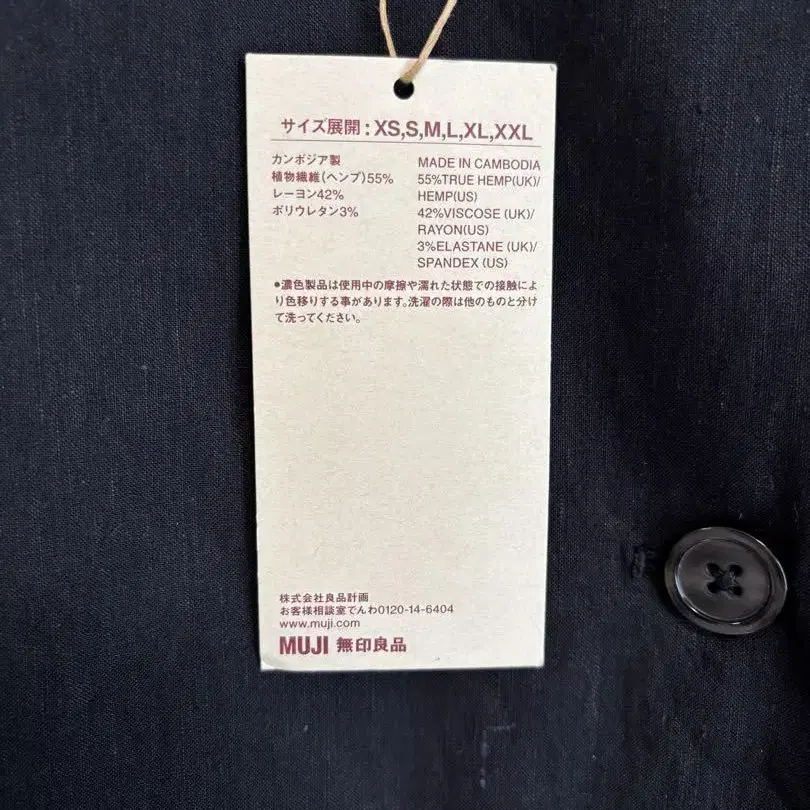 サイズ展開：XS,S,M,L,XL,XXL
カンボジア製
植物繊維(ヘンプ)55%
レーヨン42%
ポリウレタン3%
MADE IN CAMBODIA
55%TRUE HEMP(UK)/
HEMP(US)
42%VISCOSE (UK)/
RAYON(US)
3%ELASTANE (UK)/
SPANDEX (US)
●濃色製品は使用中の摩擦や濡れた状態での接触によ
り色移りする事があります。洗濯の際は他のものと分け
て洗ってください。
株式会社良品計画
お客様相談室でんわ0120-14-6404
www.muji.com
MUJI 無印良品